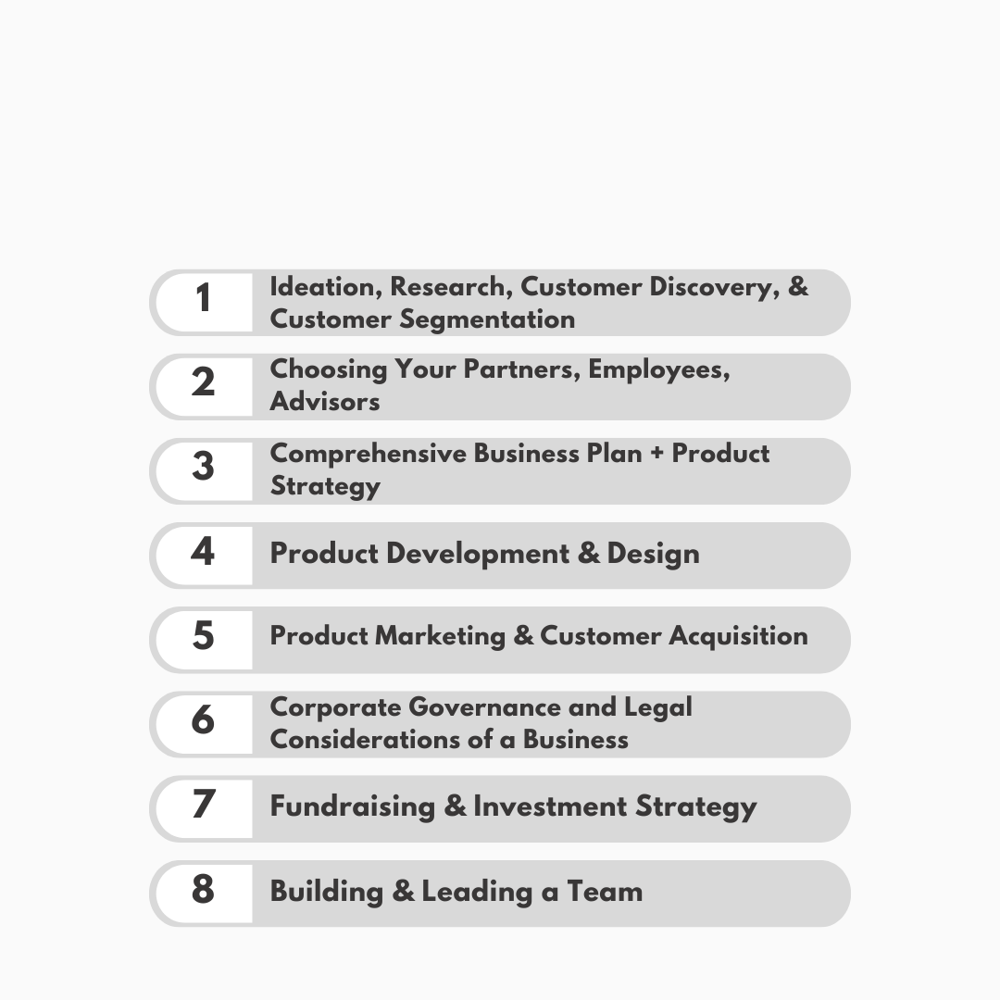 1
Ideation, Research, Customer Discovery, &
Customer Segmentation
2
Choosing Your Partners, Employees,
Advisors
3
Comprehensive Business Plan + Product
Strategy
4
Product Development & Design
5
Product Marketing & Customer Acquisition
6
Corporate Governance and Legal
Considerations of a Business
7
Fundraising & Investment Strategy
8
Building & Leading a Team